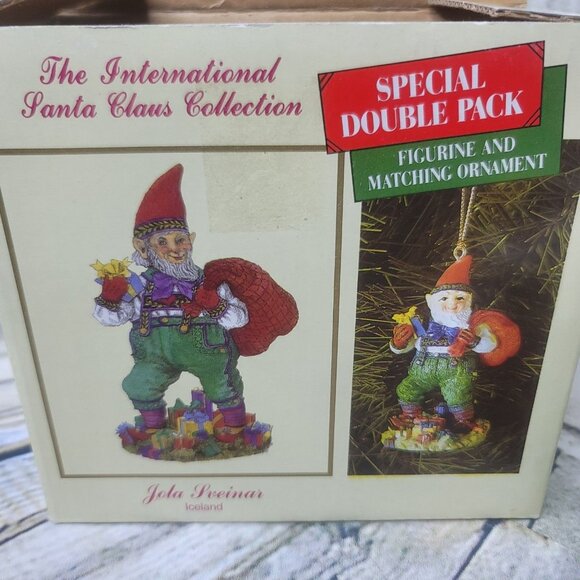 The International
Santa Claus Collection
SPECIAL
DOUBLE PACK
FIGURINE AND
MATCHING ORNAMENT
Jola Sveinar
Iceland